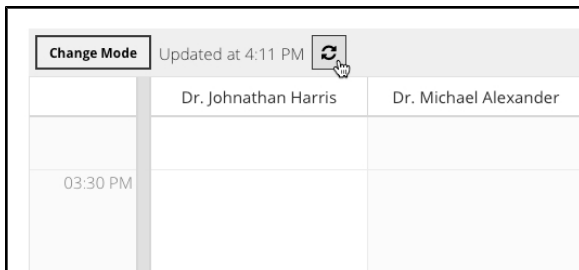 Change Mode Updated at 4:11 PM
Dr. Johnathan Harris Dr. Michael Alexander
03:30 PM